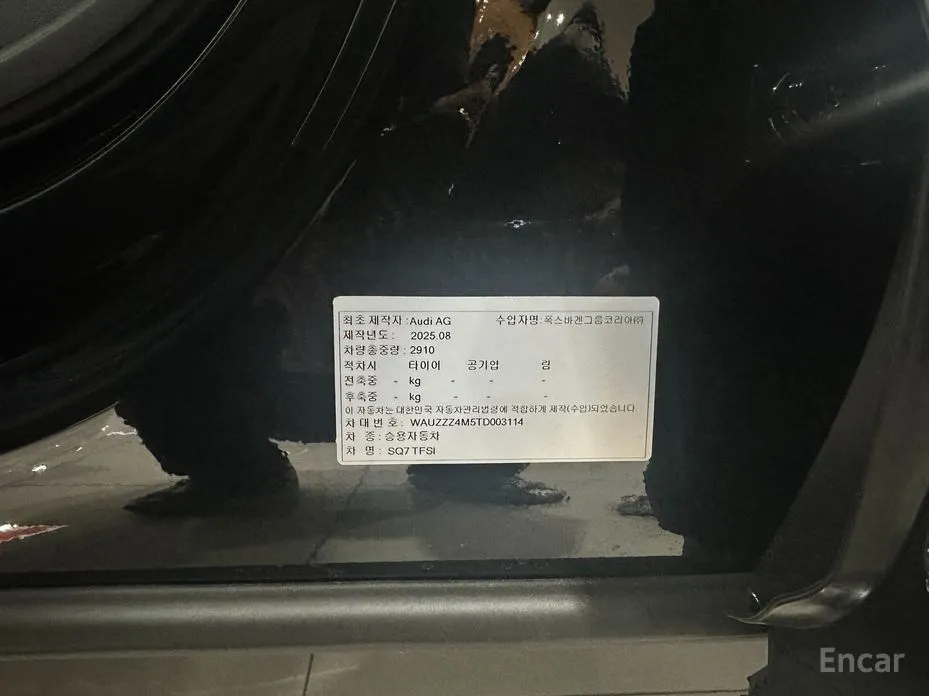 최초 제작자 : Audi AG 수입자명: 폭스바겐그룹코리아㈜
제작년도 : 2025.08
차량총중량 : 2910
적차시 타이어 공기압 림
전축중 - kg - - -
후축중 - kg - - -
이 자동차는 대한민국 자동차관리법령에 적합하게 제작(수입)되었습니다
차 대 번 호 : WAUZZZ4M5TD003114
차 종 : 승용자동차
차 명 : SQ7 TFSI
Encar